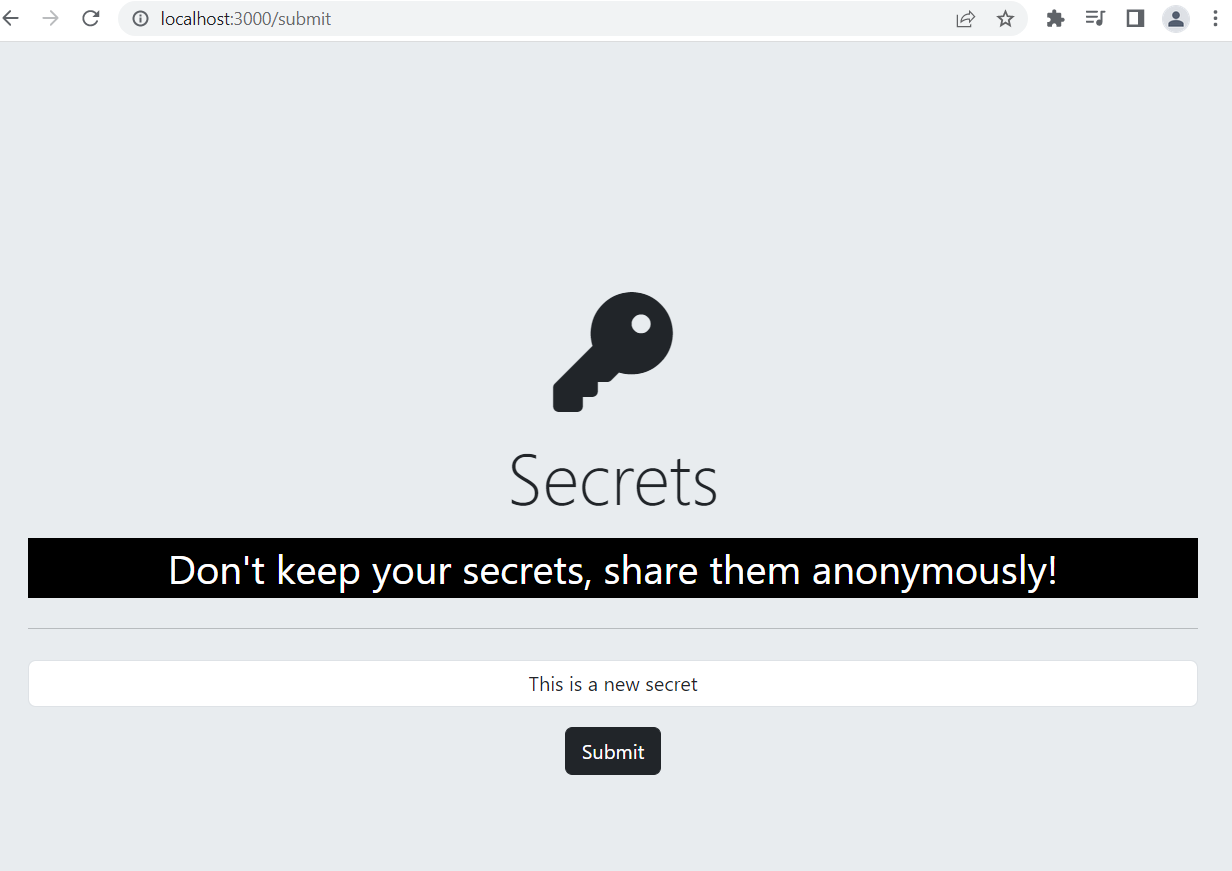 localhost:3000/submit
Secrets
Don't keep your secrets, share them anonymously!
This is a new secret
Submit